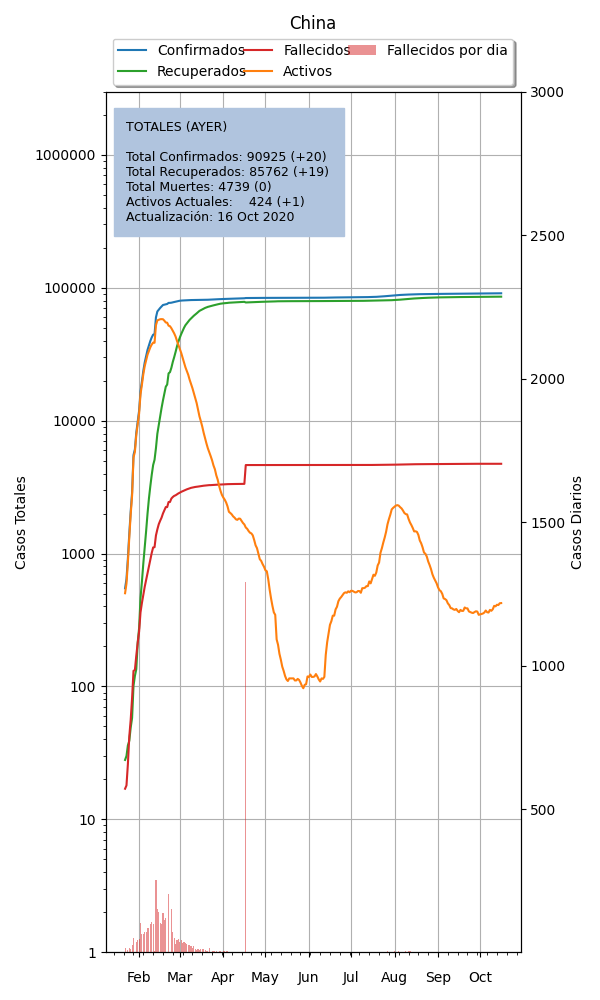 China
Confirmados
Recuperados
Fallecidos
Activos
Fallecidos por dia
TOTALES (AYER)
Total Confirmados: 90925 (+20)
Total Recuperados: 85762 (+19)
Total Muertes: 4739 (0)
Activos Actuales: 424 (+1)
Actualización: 16 Oct 2020
Casos Totales
1000000
100000
10000
1000
100
10
1
Casos Diarios
3000
2500
2000
1500
1000
500
Feb Mar Apr May Jun Jul Aug Sep Oct